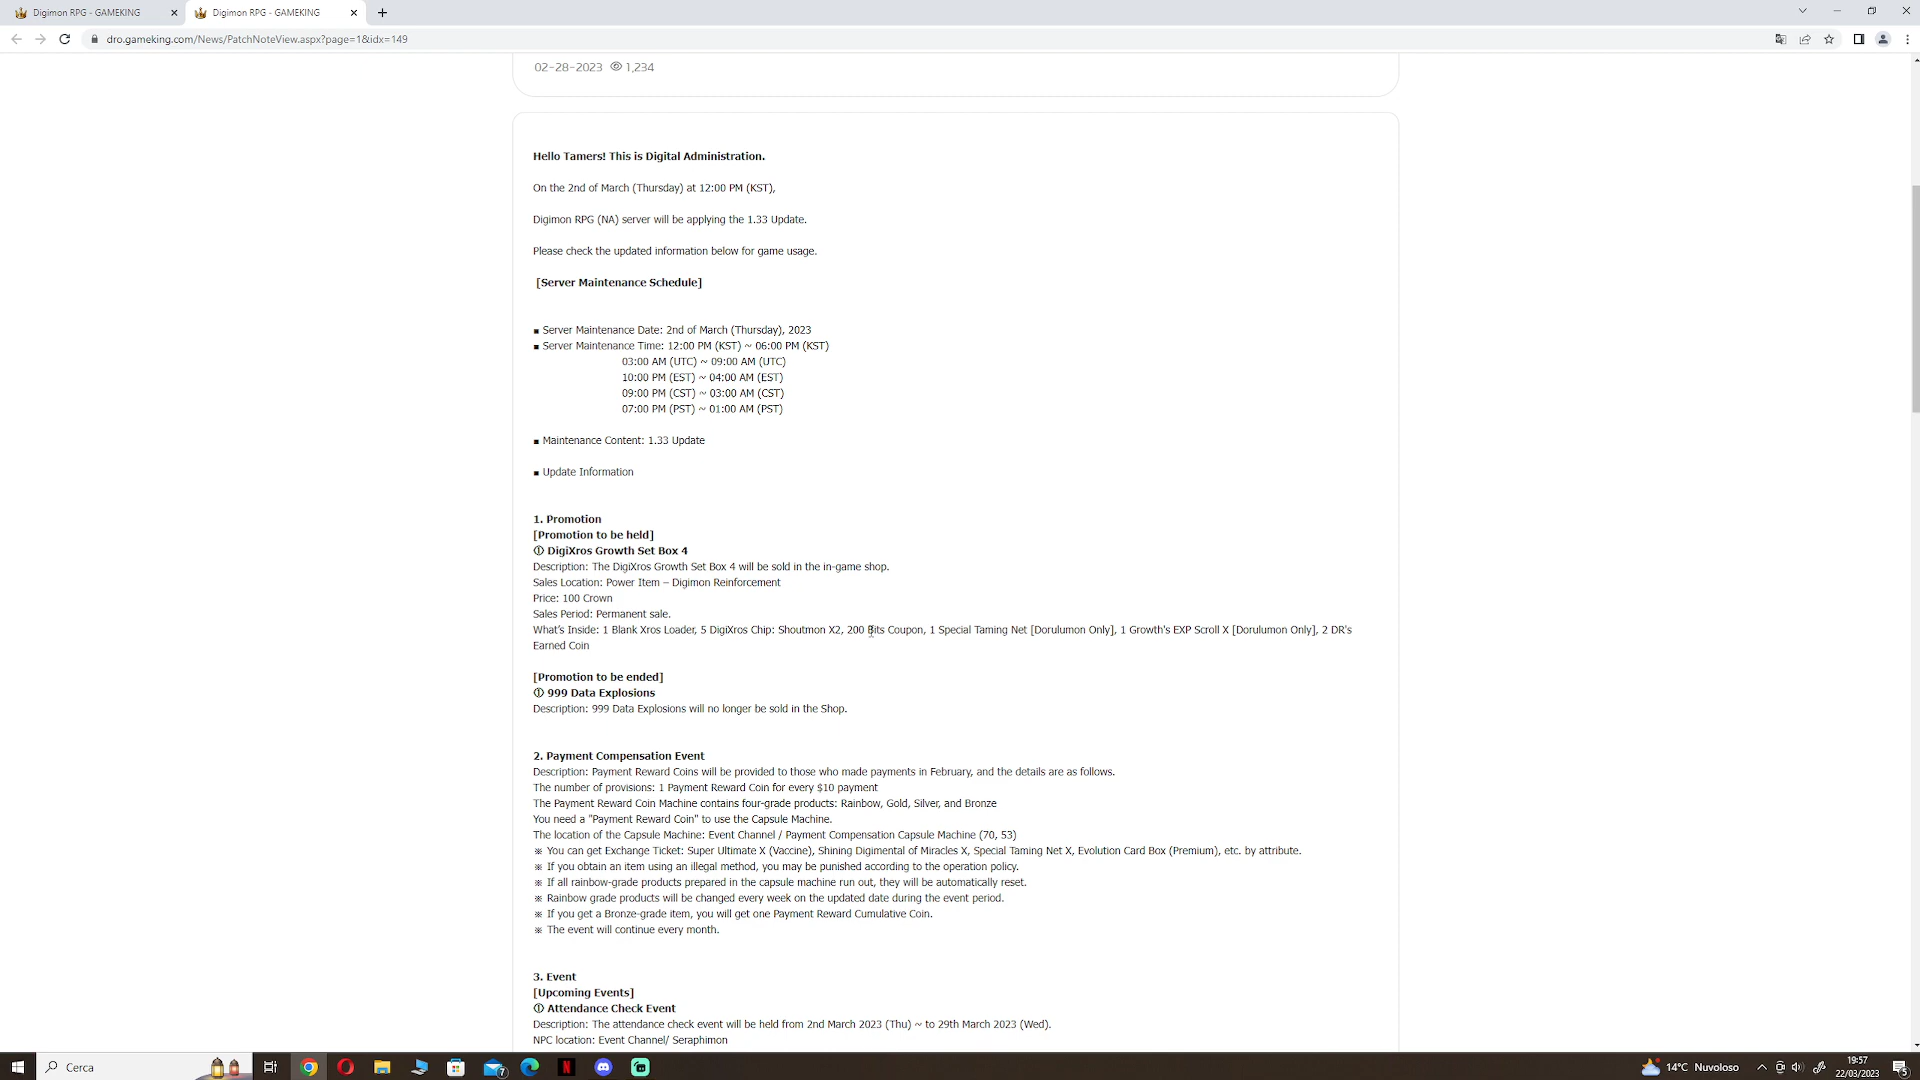 Digimon RPG - GAMEKING
Digimon RPG - GAMEKING
dro.gameking.com/News/PatchNoteView.aspx?page=1&idx=149
02-28-2023 1,234
Hello Tamers! This is Digital Administration.
On the 2nd of March (Thursday) at 12:00 PM (KST),
Digimon RPG (NA) server will be applying the 1.33 Update.
Please check the updated information below for game usage.
[Server Maintenance Schedule]
■ Server Maintenance Date: 2nd of March (Thursday), 2023
■ Server Maintenance Time: 12:00 PM (KST) ~ 06:00 PM (KST)
03:00 AM (UTC) ~ 09:00 AM (UTC)
10:00 PM (EST) ~ 04:00 AM (EST)
09:00 PM (CST) ~ 03:00 AM (CST)
07:00 PM (PST) ~ 01:00 AM (PST)
■ Maintenance Content: 1.33 Update
■ Update Information
1. Promotion
[Promotion to be held]
① DigiXros Growth Set Box 4
Description: The DigiXros Growth Set Box 4 will be sold in the in-game shop.
Sales Location: Power Item – Digimon Reinforcement
Price: 100 Crown
Sales Period: Permanent sale.
What's Inside: 1 Blank Xros Loader, 5 DigiXros Chip: Shoutmon X2, 200 Bits Coupon, 1 Special Taming Net [Dorulumon Only], 1 Growth's EXP Scroll X [Dorulumon Only], 2 DR's
Earned Coin
[Promotion to be ended]
① 999 Data Explosions
Description: 999 Data Explosions will no longer be sold in the Shop.
2. Payment Compensation Event
Description: Payment Reward Coins will be provided to those who made payments in February, and the details are as follows.
The number of provisions: 1 Payment Reward Coin for every $10 payment
The Payment Reward Coin Machine contains four-grade products: Rainbow, Gold, Silver, and Bronze
You need a "Payment Reward Coin" to use the Capsule Machine.
The location of the Capsule Machine: Event Channel / Payment Compensation Capsule Machine (70, 53)
※ You can get Exchange Ticket: Super Ultimate X (Vaccine), Shining Digimental of Miracles X, Special Taming Net X, Evolution Card Box (Premium), etc. by attribute.
※ If you obtain an item using an illegal method, you may be punished according to the operation policy.
※ If all rainbow-grade products prepared in the capsule machine run out, they will be automatically reset.
※ Rainbow grade products will be changed every week on the updated date during the event period.
※ If you get a Bronze-grade item, you will get one Payment Reward Cumulative Coin.
※ The event will continue every month.
3. Event
[Upcoming Events]
① Attendance Check Event
Description: The attendance check event will be held from 2nd March 2023 (Thu) ~ to 29th March 2023 (Wed).
NPC location: Event Channel/ Seraphimon
Cerca
7
N
14°C Nuvoloso
19:57
22/03/2023
5